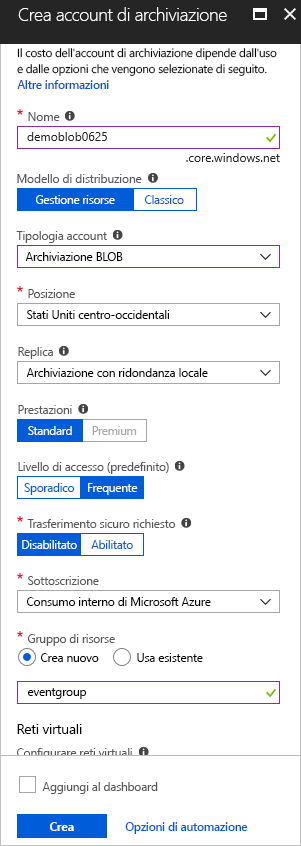 Crea account di archiviazione
Il costo dell'account di archiviazione dipende dall'uso
e dalle opzioni che vengono selezionate di seguito.
Altre informazioni
* Nome
demoblob0625
.core.windows.net
Modello di distribuzione
Gestione risorse Classico
Tipologia account
Archiviazione BLOB
* Posizione
Stati Uniti centro-occidentali
Replica
Archiviazione con ridondanza locale
Prestazioni
Standard Premium
Livello di accesso (predefinito)
Sporadico Frequente
* Trasferimento sicuro richiesto
Disabilitato Abilitato
* Sottoscrizione
Consumo interno di Microsoft Azure
* Gruppo di risorse
Crea nuovo Usa esistente
eventgroup
Reti virtuali
Configurare reti virtuali
Aggiungi al dashboard
Crea Opzioni di automazione